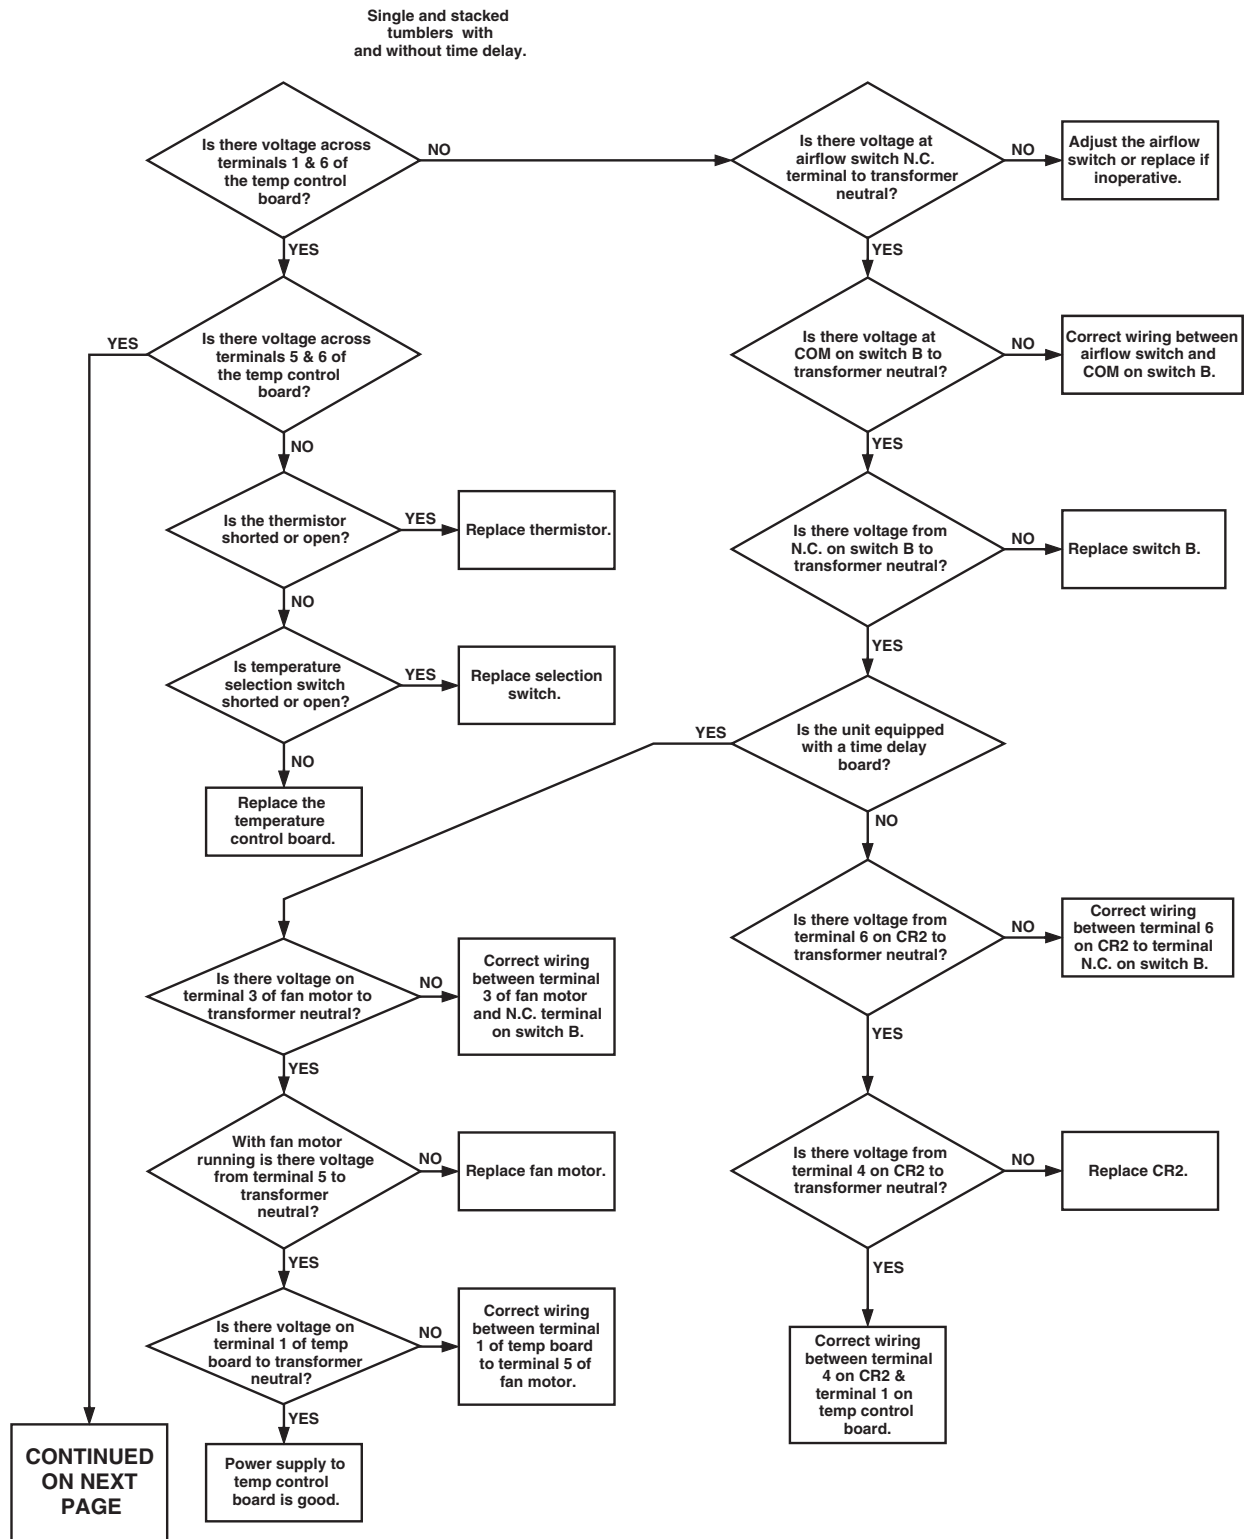 Single and stacked
tumblers with
and without time delay.
Is there voltage across
terminals 1 & 6 of
the temp control
board?
NO
Is there voltage at
airflow switch N.C.
terminal to transformer
neutral?
NO
Adjust the airflow
switch or replace if
inoperative.
YES
YES
YES
Is there voltage across
terminals 5 & 6 of
the temp control
board?
Is there voltage at
COM on switch B to
transformer neutral?
NO
Correct wiring between
airflow switch and
COM on switch B.
NO
YES
Is the thermistor
shorted or open?
YES
Replace thermistor.
Is there voltage from
N.C. on switch B to
transformer neutral?
NO
Replace switch B.
NO
YES
Is temperature
selection switch
shorted or open?
YES
Replace selection
switch.
NO
Replace the
temperature
control board.
YES
Is the unit equipped
with a time delay
board?
NO
Is there voltage from
terminal 6 on CR2 to
transformer neutral?
NO
Correct wiring
between terminal 6
on CR2 to terminal
N.C. on switch B.
Is there voltage on
terminal 3 of fan motor to
transformer neutral?
NO
Correct wiring
between terminal
3 of fan motor
and N.C. terminal
on switch B.
YES
YES
With fan motor
running is there voltage
from terminal 5 to
transformer
neutral?
NO
Replace fan motor.
Is there voltage from
terminal 4 on CR2 to
transformer neutral?
NO
Replace CR2.
YES
YES
Is there voltage on
terminal 1 of temp
board to transformer
neutral?
NO
Correct wiring
between terminal
1 of temp board
to terminal 5 of
fan motor.
Correct wiring
between terminal
4 on CR2 &
terminal 1 on
temp control
board.
YES
Power supply to
temp control
board is good.
CONTINUED
ON NEXT
PAGE